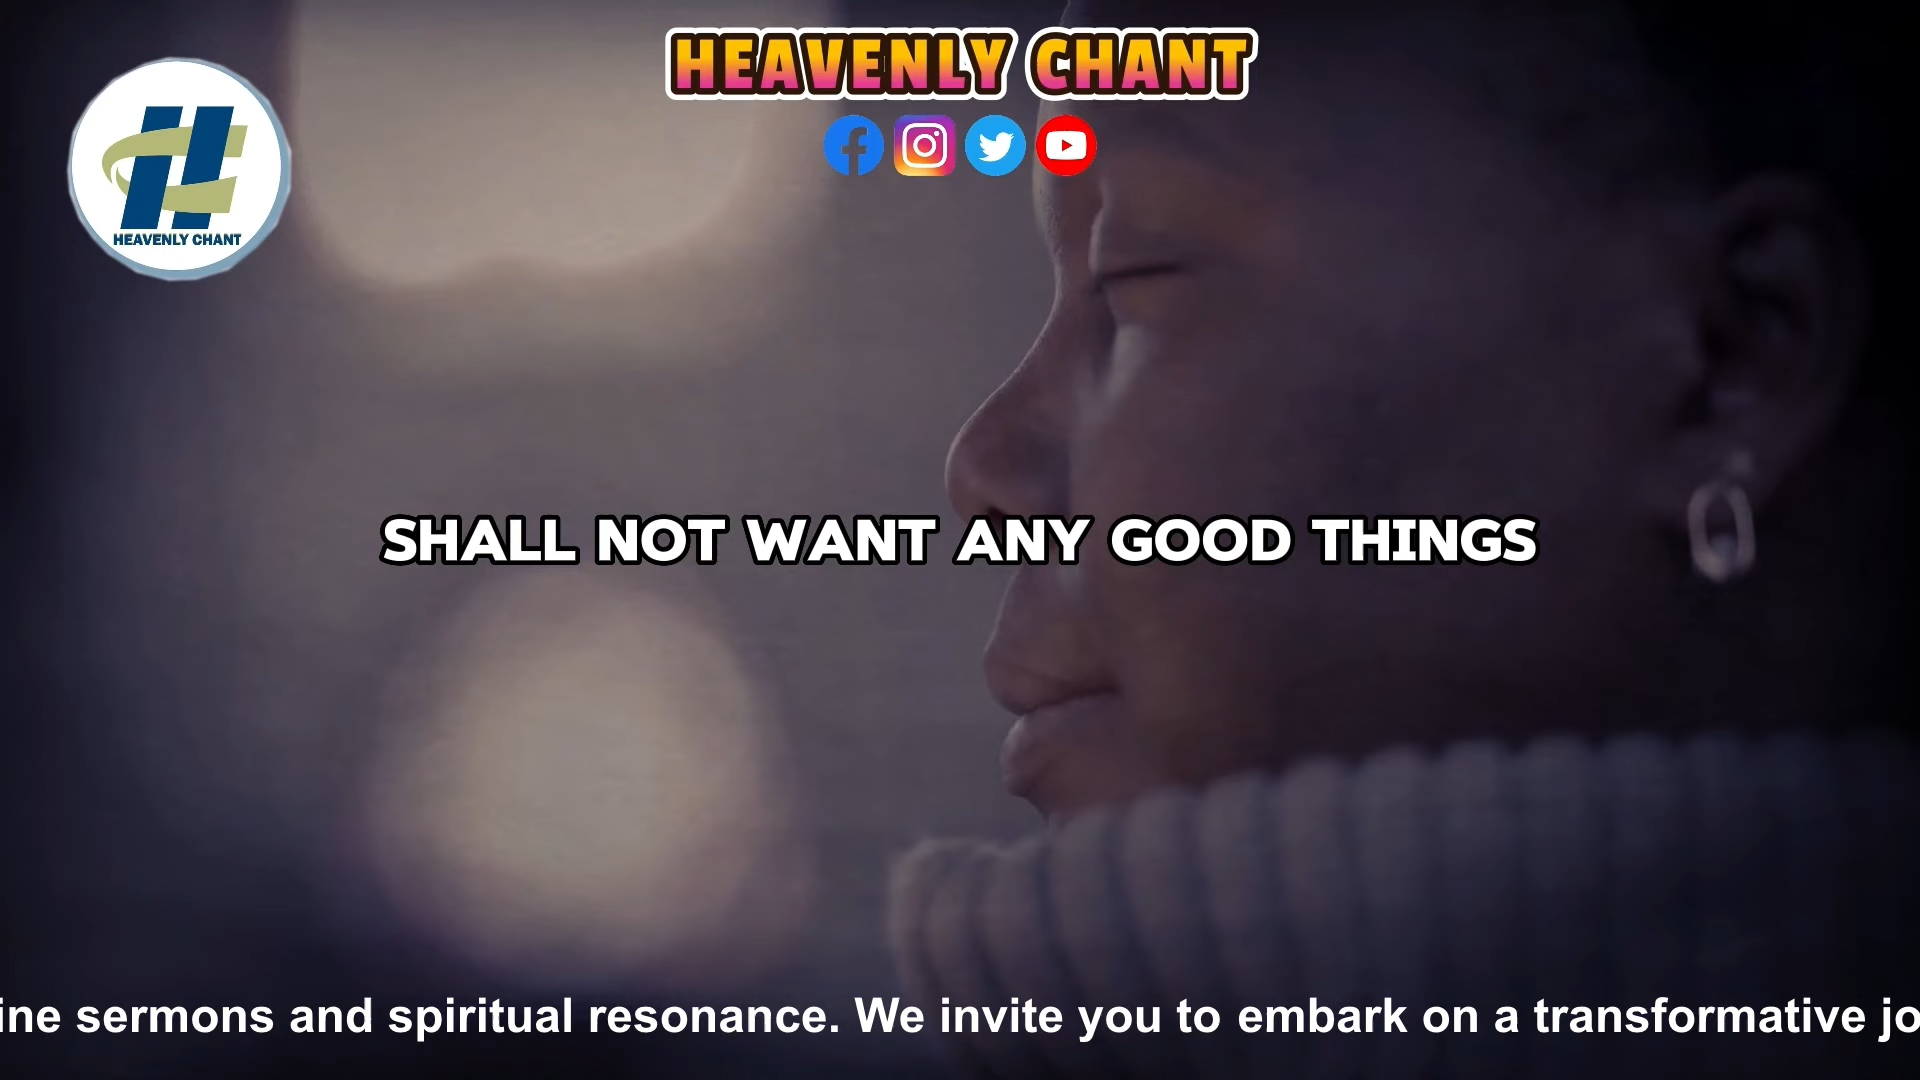 HEAVENLY CHANT
HEAVENLY CHANT
SHALL NOT WANT ANY GOOD THINGS
ine sermons and spiritual resonance. We invite you to embark on a transformative jo